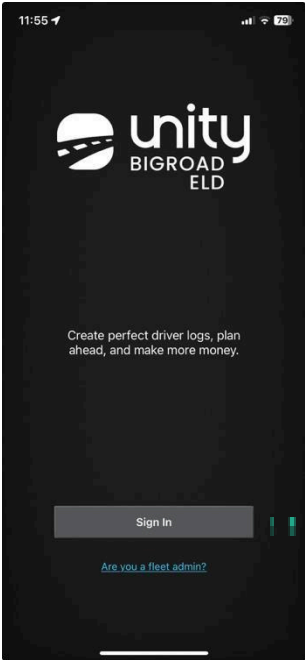 11:55
79
unity
BIGROAD
ELD
Create perfect driver logs, plan
ahead, and make more money.
Sign In
Are you a fleet admin?